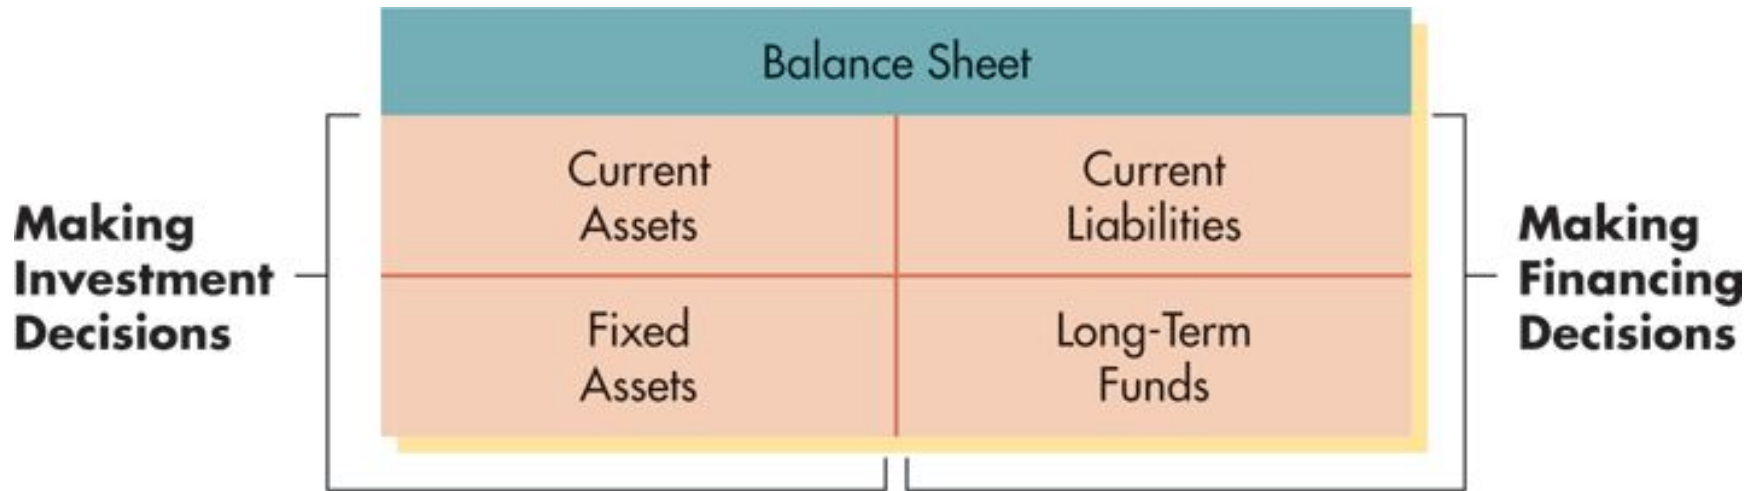 Balance Sheet
Making
Investment
Decisions
Current
Assets
Current
Liabilities
Fixed
Assets
Long-Term
Funds
Making
Financing
Decisions